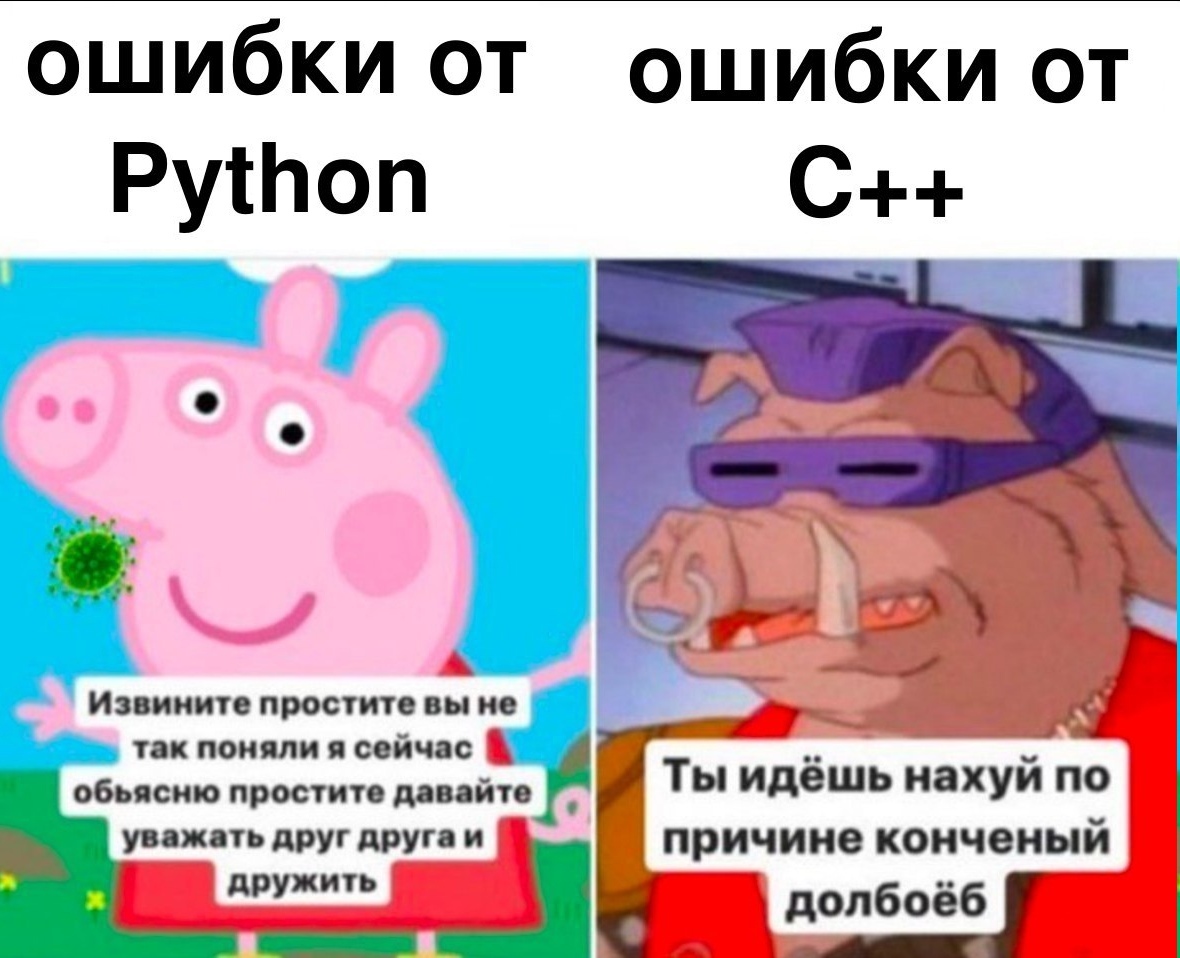 ошибки от
Python
Извините простите вы не
так поняли я сейчас
обьясню простите давайте
уважать друг друга и
дружить
ошибки от
C++
Ты идёшь нахуй по
причине конченый
долбоёб